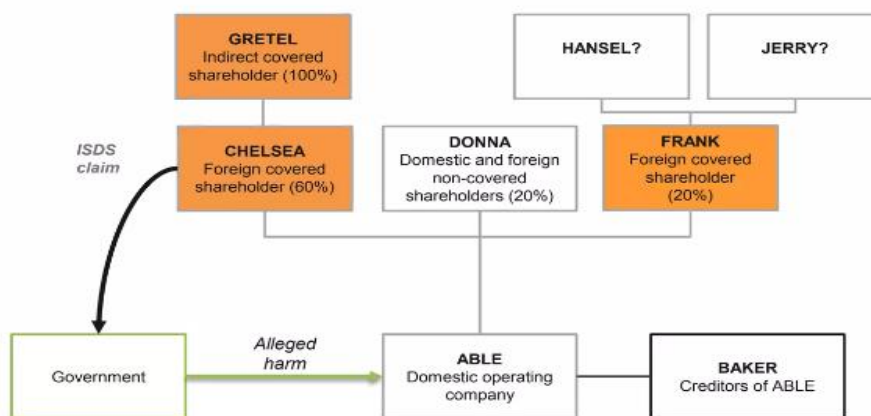 GRETEL
Indirect covered
shareholder (100%)
HANSEL?
JERRY?
ISDS
claim
CHELSEA
Foreign covered
shareholder (60%)
DONNA
Domestic and foreign
non-covered
shareholders (20%)
FRANK
Foreign covered
shareholder
(20%)
Government
Alleged
harm
ABLE
Domestic operating
company
BAKER
Creditors of ABLE